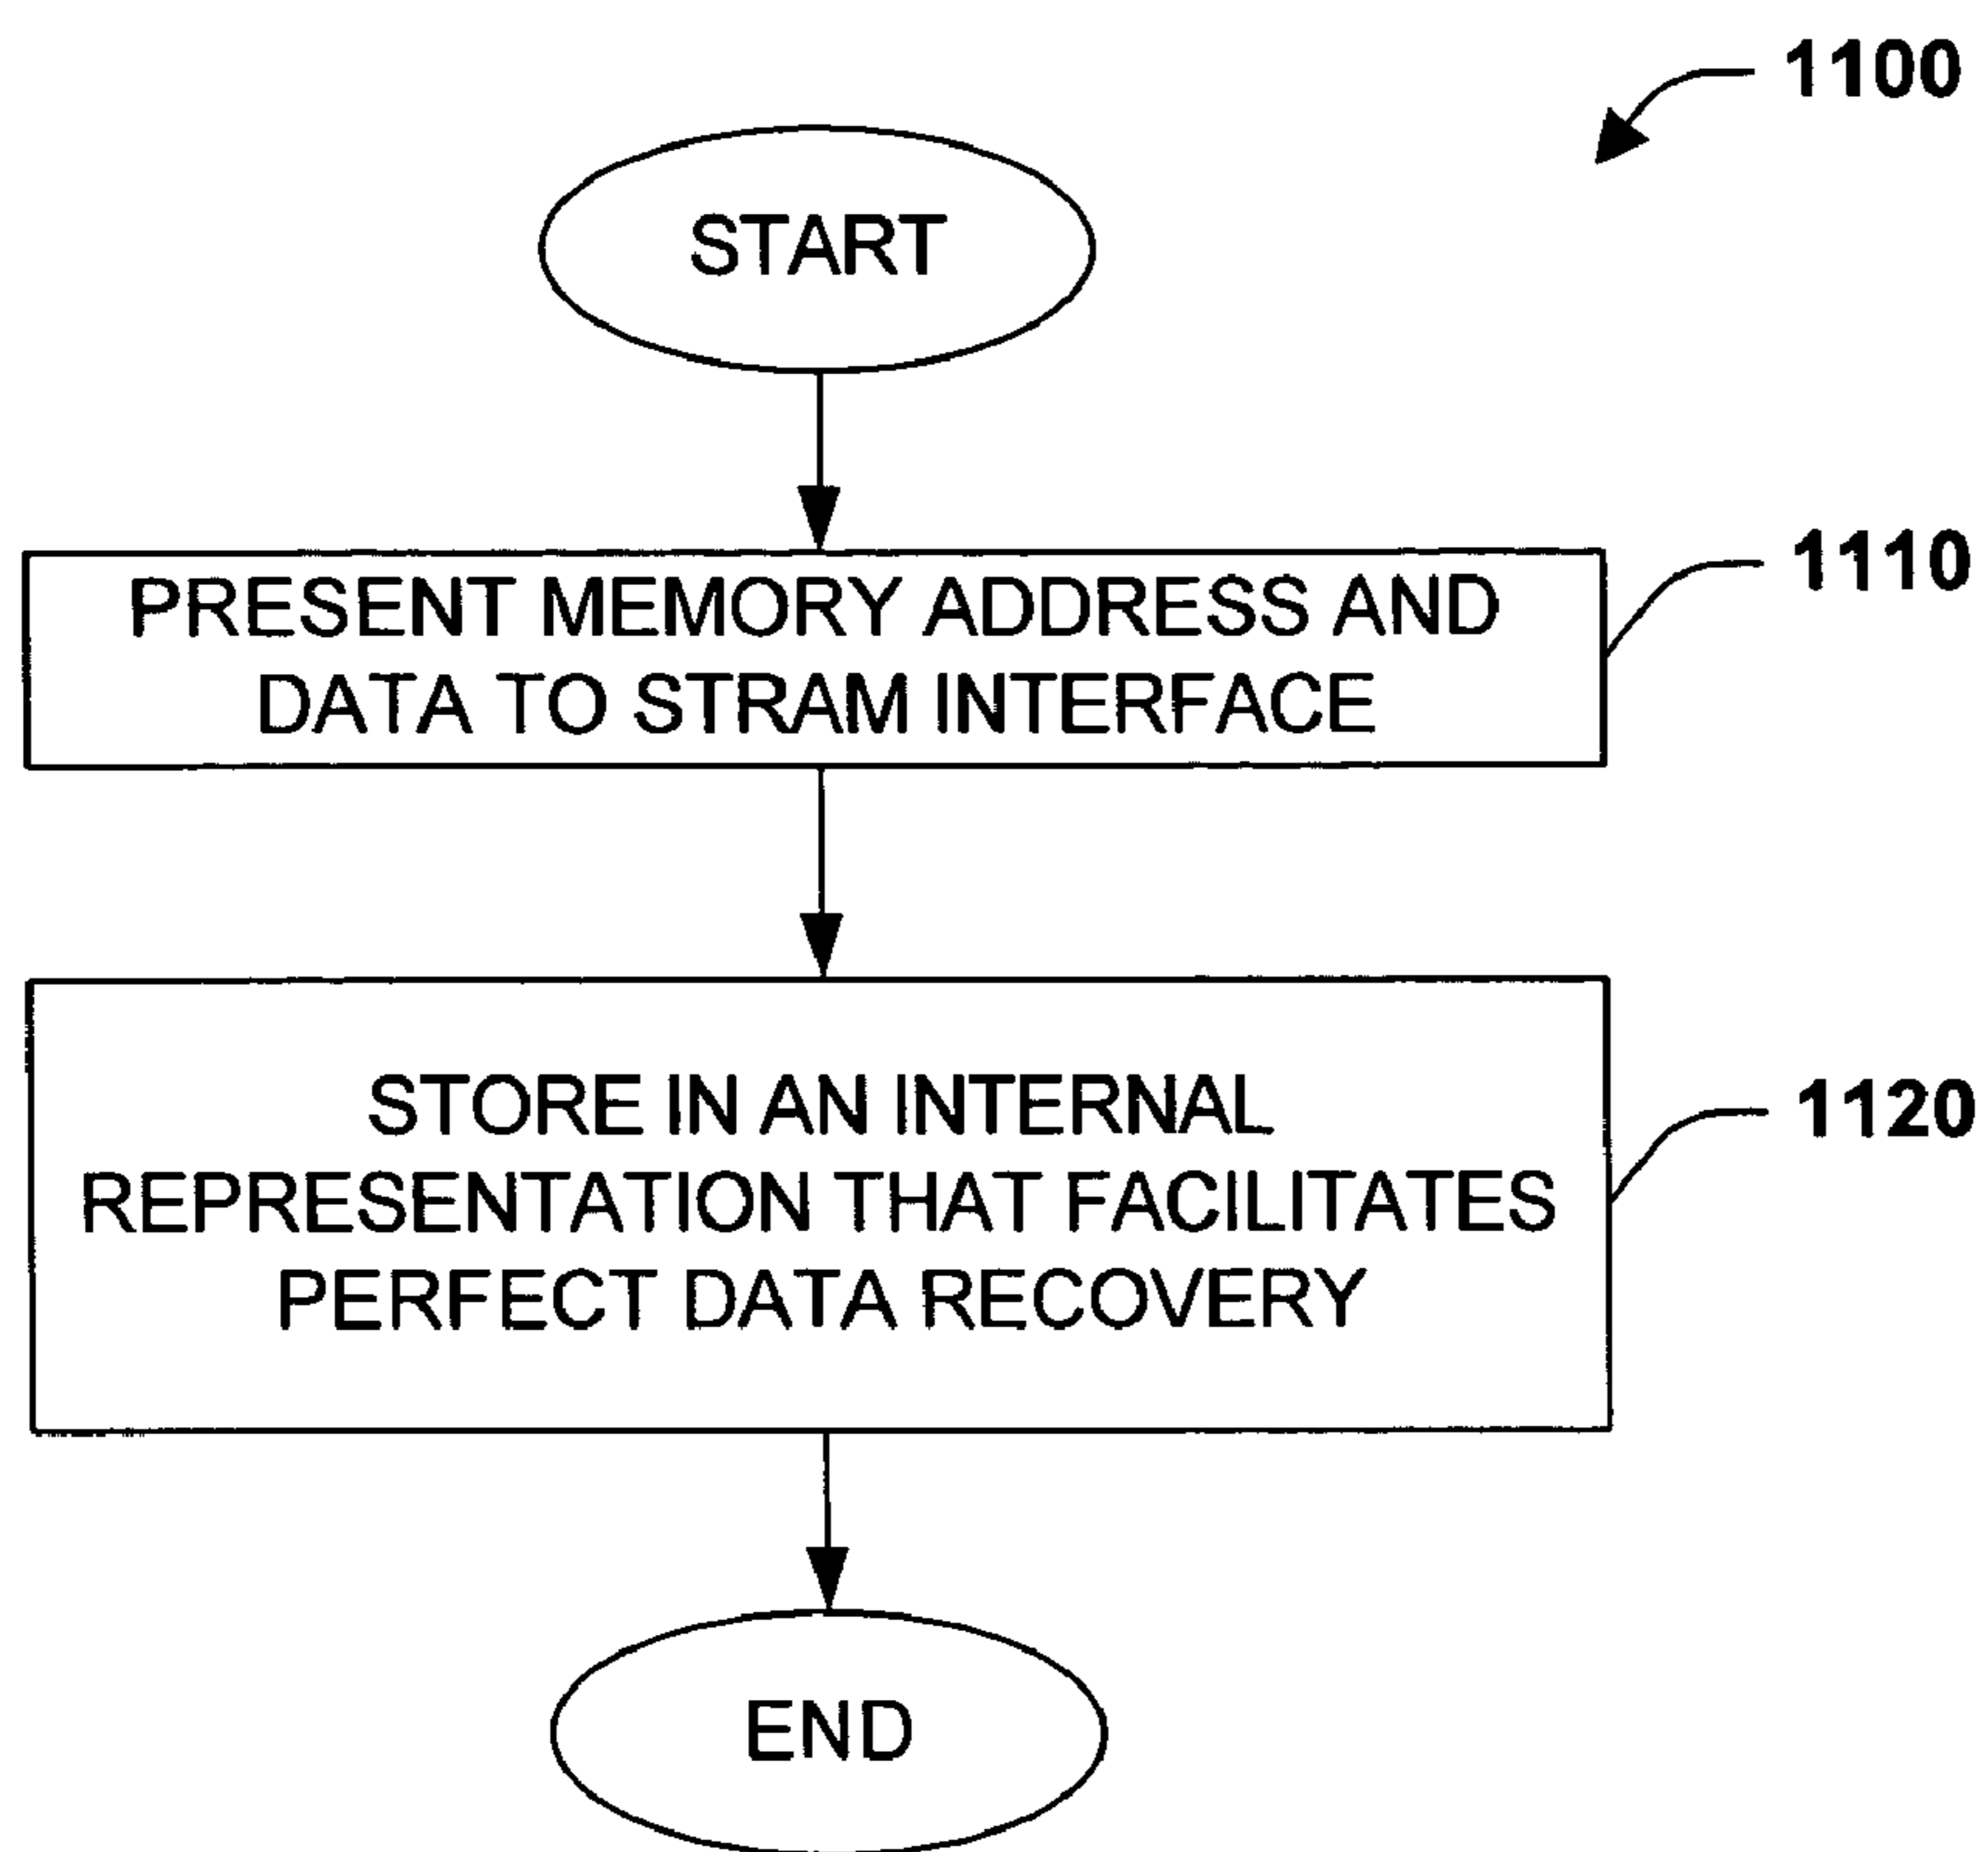 1100
START
1110
PRESENT MEMORY ADDRESS AND
DATA TO STRAM INTERFACE
1120
STORE IN AN INTERNAL
REPRESENTATION THAT FACILITATES
PERFECT DATA RECOVERY
END